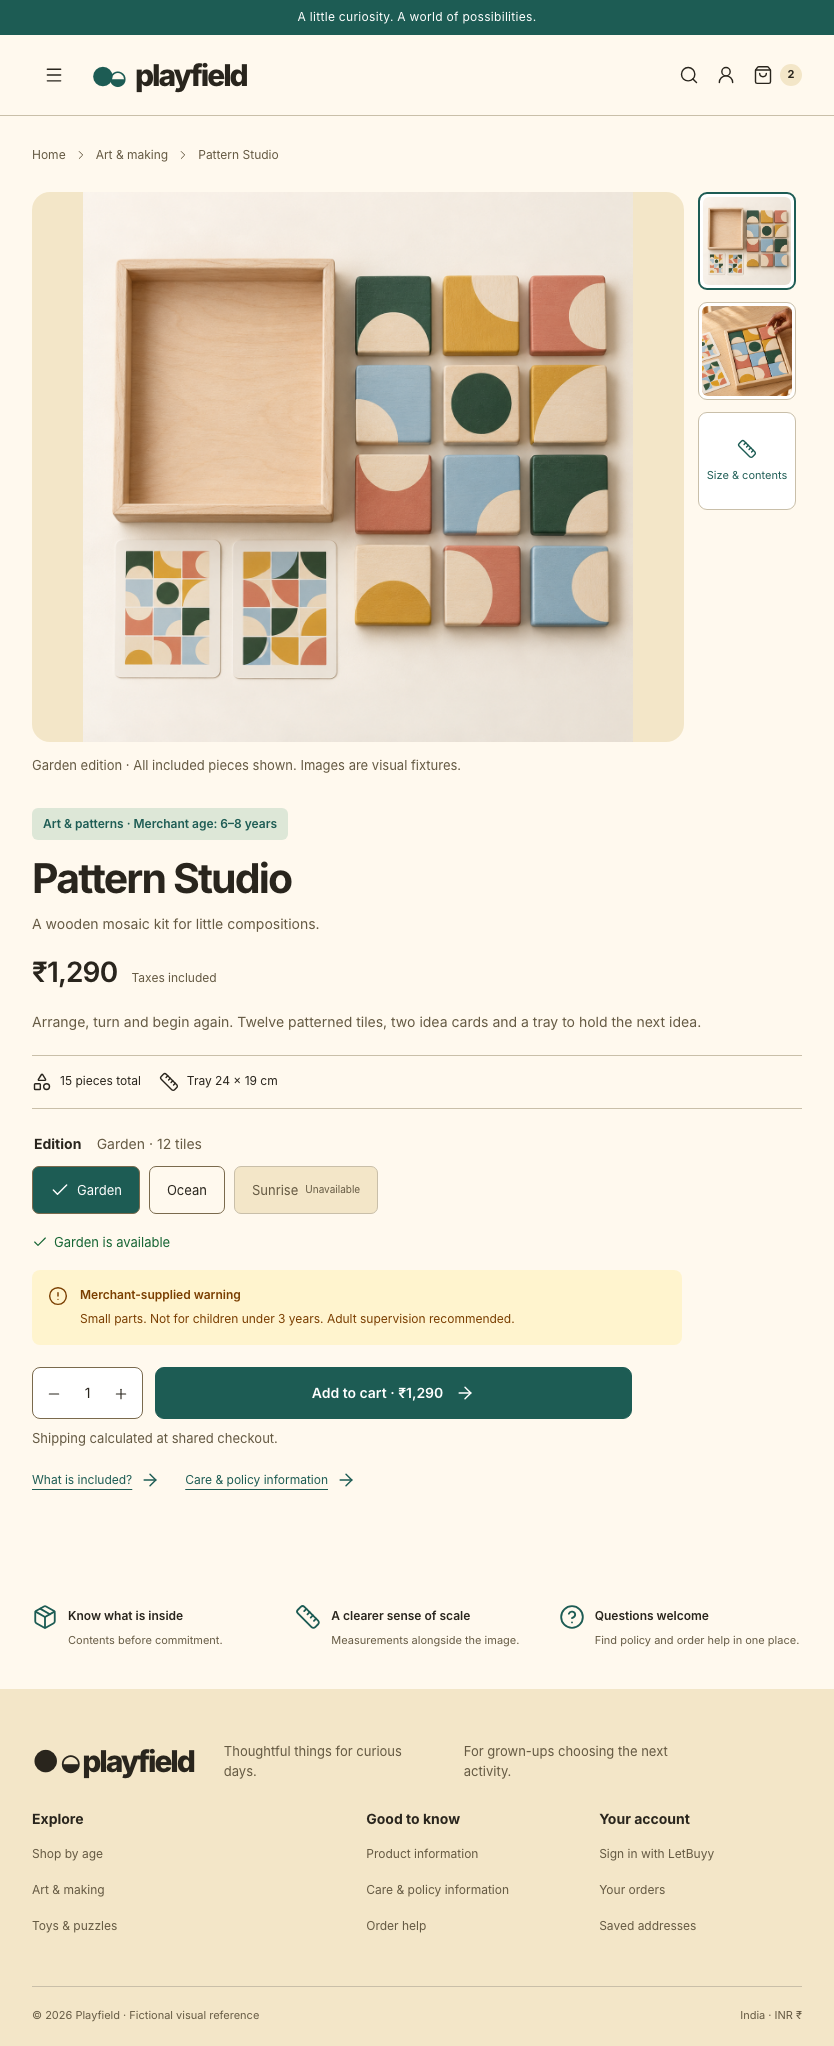 A little curiosity. A world of possibilities.
playfield
2
Home
Art & making
Pattern Studio
Size & contents
Garden edition · All included pieces shown. Images are visual fixtures.
Art & patterns · Merchant age: 6–8 years
Pattern Studio
A wooden mosaic kit for little compositions.
₹1,290 Taxes included
Arrange, turn and begin again. Twelve patterned tiles, two idea cards and a tray to hold the next idea.
15 pieces total
Tray 24 × 19 cm
Edition Garden · 12 tiles
Garden
Ocean
Sunrise Unavailable
Garden is available
Merchant-supplied warning
Small parts. Not for children under 3 years. Adult supervision recommended.
1
Add to cart · ₹1,290
Shipping calculated at shared checkout.
What is included?
Care & policy information
Know what is inside
Contents before commitment.
A clearer sense of scale
Measurements alongside the image.
Questions welcome
Find policy and order help in one place.
playfield
Thoughtful things for curious
days.
For grown-ups choosing the next
activity.
Explore
Shop by age
Art & making
Toys & puzzles
Good to know
Product information
Care & policy information
Order help
Your account
Sign in with LetBuyy
Your orders
Saved addresses
© 2026 Playfield · Fictional visual reference
India · INR ₹